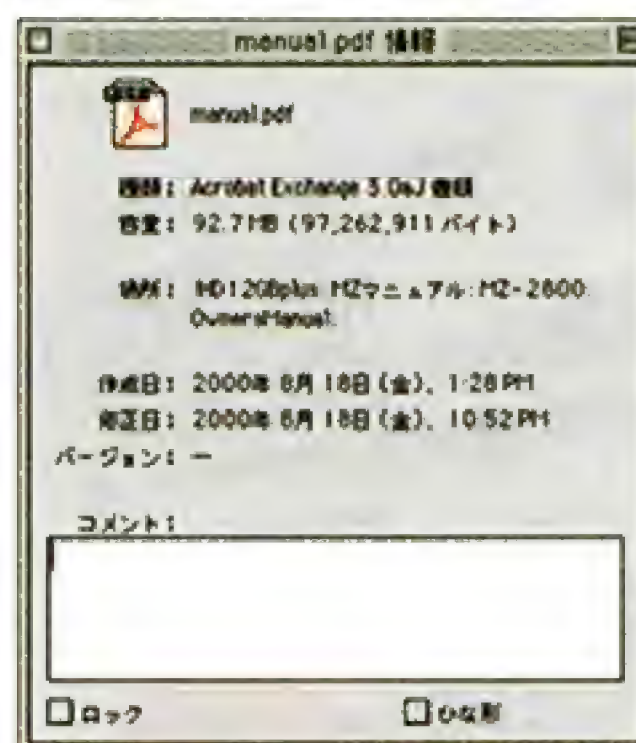 manual.pdf 情報
manual.pdf
種類： Acrobat Exchange 3.0aJ 書類
容量： 92.7 MB (97,262,911 バイト)
場所： MZマニュアル: MZ-2800:
OwnersManual:
作成日： 2000年 8月 18日 (金)、1:28 PM
修正日： 2000年 8月 18日 (金)、10:52 PM
バージョン： —
コメント：
ロック
ひな形